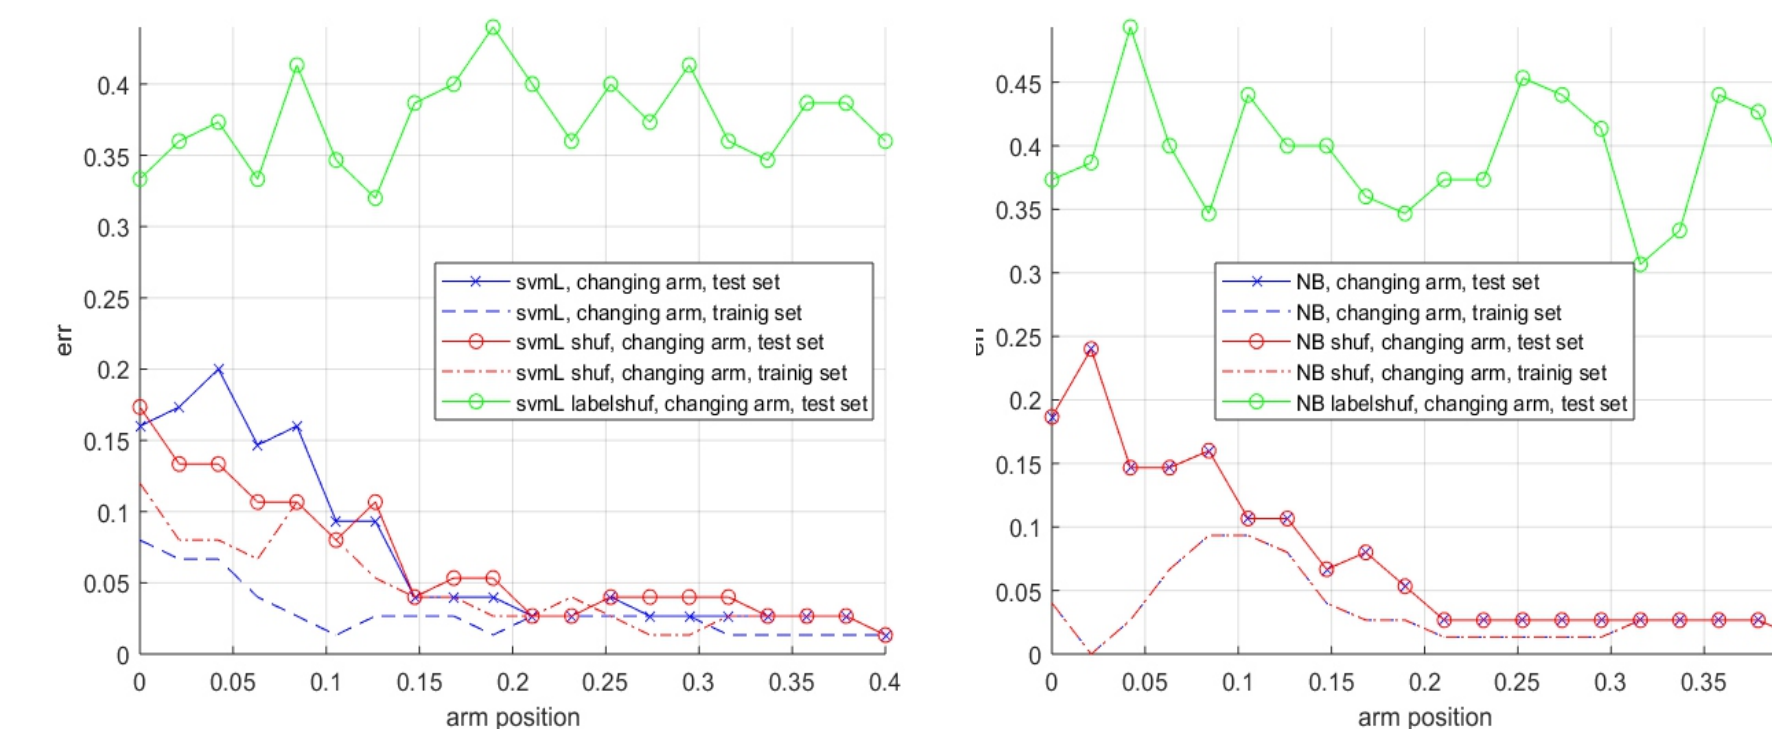 0.4
0.35
0.3
0.25
0.2
0.15
0.1
0.05
0
err
svmL, changing arm, test set
svmL, changing arm, trainig set
svmL shuf, changing arm, test set
svmL shuf, changing arm, trainig set
svmL labelshuf, changing arm, test set
0 0.05 0.1 0.15 0.2 0.25 0.3 0.35 0.4
arm position
0.45
0.4
0.35
0.3
0.25
0.2
0.15
0.1
0.05
0
err
NB, changing arm, test set
NB, changing arm, trainig set
NB shuf, changing arm, test set
NB shuf, changing arm, trainig set
NB labelshuf, changing arm, test set
0 0.05 0.1 0.15 0.2 0.25 0.3 0.35
arm position